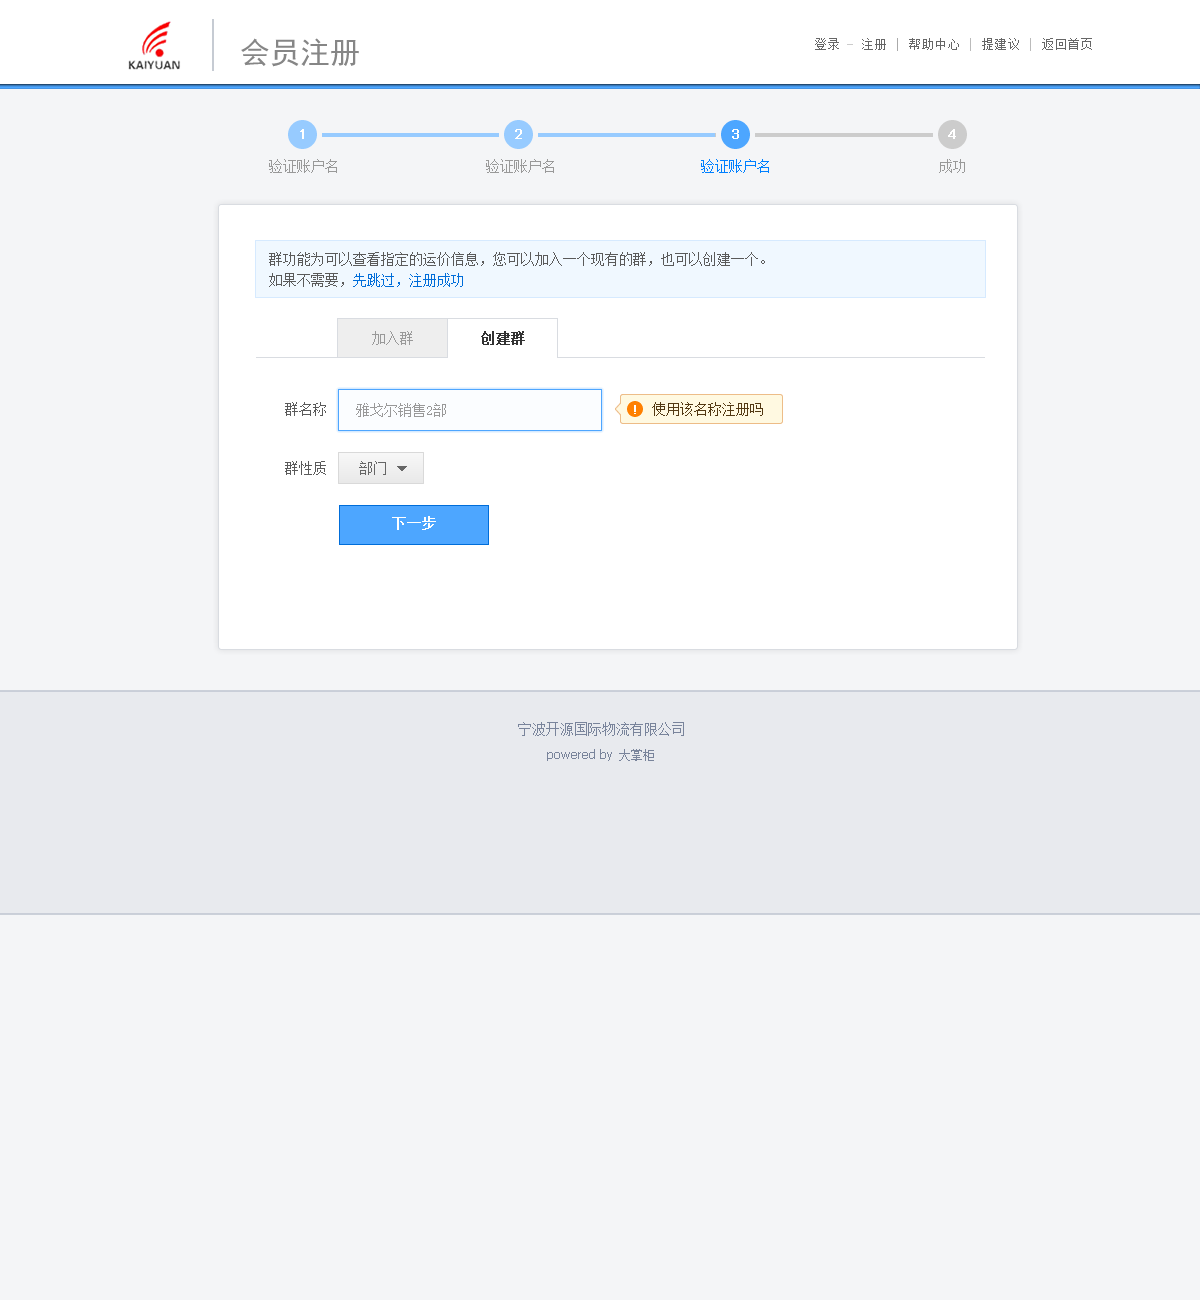 KAIYUAN
会员注册
登录 - 注册 | 帮助中心 | 提建议 | 返回首页
1 2 3 4
验证账户名 验证账户名 验证账户名 成功
群功能为可以查看指定的运价信息，您可以加入一个现有的群，也可以创建一个。
如果不需要，先跳过，注册成功
加入群 创建群
群名称 雅戈尔销售2部 使用该名称注册吗
群性质 部门
下一步
宁波开源国际物流有限公司
powered by 大掌柜